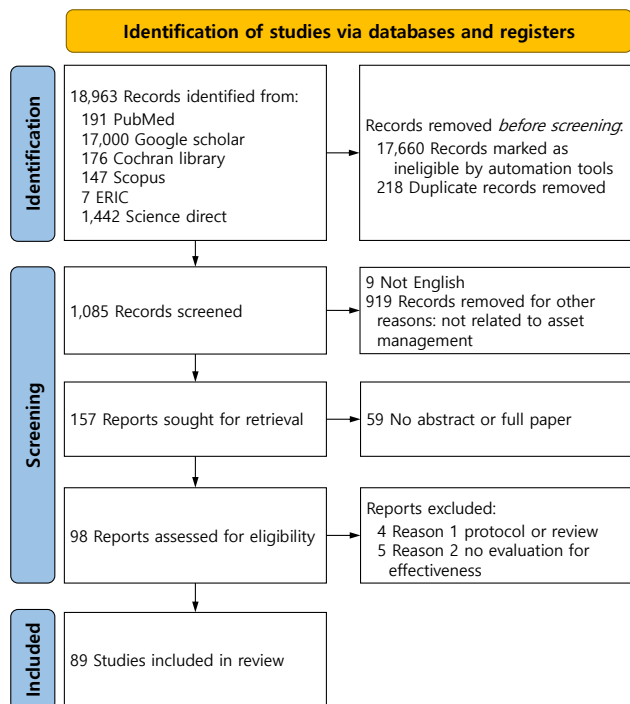 Identification of studies via databases and registers
Identification
18,963 Records identified from:
191 PubMed
17,000 Google scholar
176 Cochran library
147 Scopus
7 ERIC
1,442 Science direct
Records removed before screening:
17,660 Records marked as
ineligible by automation tools
218 Duplicate records removed
Screening
1,085 Records screened
9 Not English
919 Records removed for other
reasons: not related to asset
management
157 Reports sought for retrieval
59 No abstract or full paper
98 Reports assessed for eligibility
Reports excluded:
4 Reason 1 protocol or review
5 Reason 2 no evaluation for
effectiveness
Included
89 Studies included in review